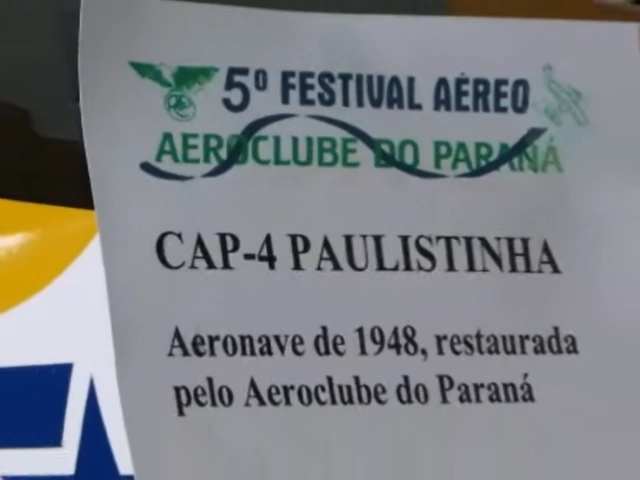 5º FESTIVAL AÉREO
AEROCLUBE DO PARANÁ
CAP-4 PAULISTINHA
Aeronave de 1948, restaurada
pelo Aeroclube do Paraná